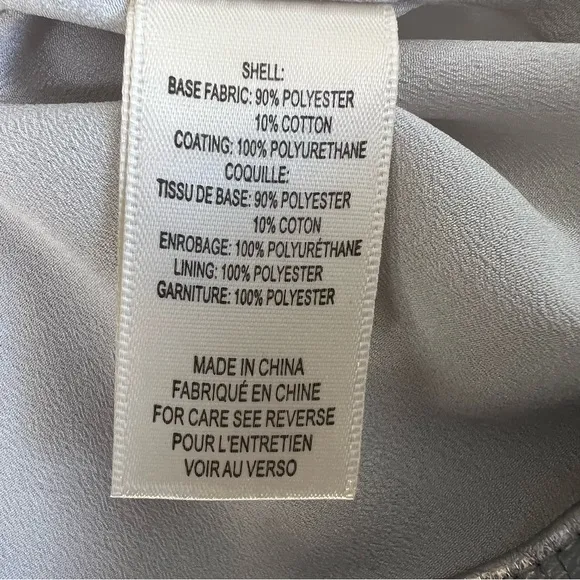 SHELL:
BASE FABRIC: 90% POLYESTER
10% COTTON
COATING: 100% POLYURETHANE
COQUILLE:
TISSU DE BASE: 90% POLYESTER
10% COTON
ENROBAGE: 100% POLYURÉTHANE
LINING: 100% POLYESTER
GARNITURE: 100% POLYESTER
MADE IN CHINA
FABRIQUÉ EN CHINE
FOR CARE SEE REVERSE
POUR L'ENTRETIEN
VOIR AU VERSO